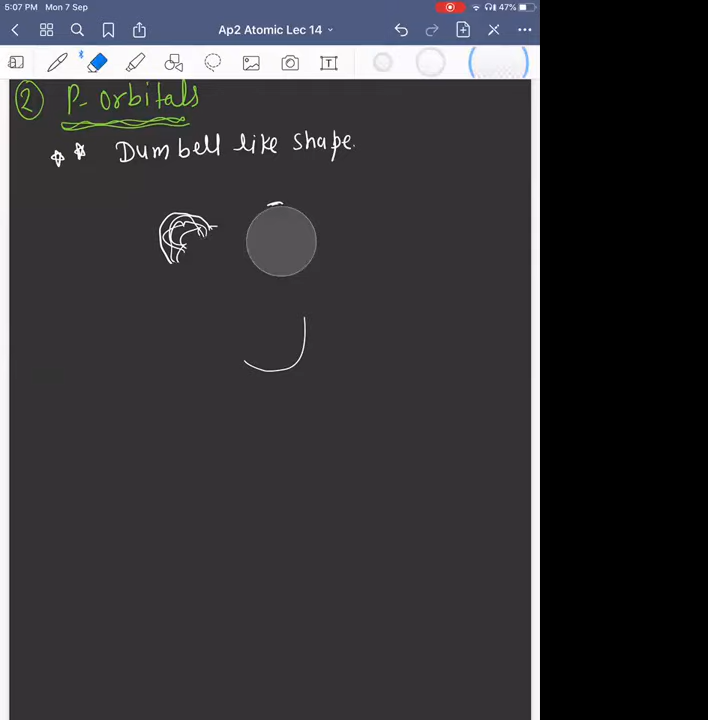 5:07 PM Mon 7 Sep 47%
Ap2 Atomic Lec 14
T
2 P- orbitals
Dumbell like shape.